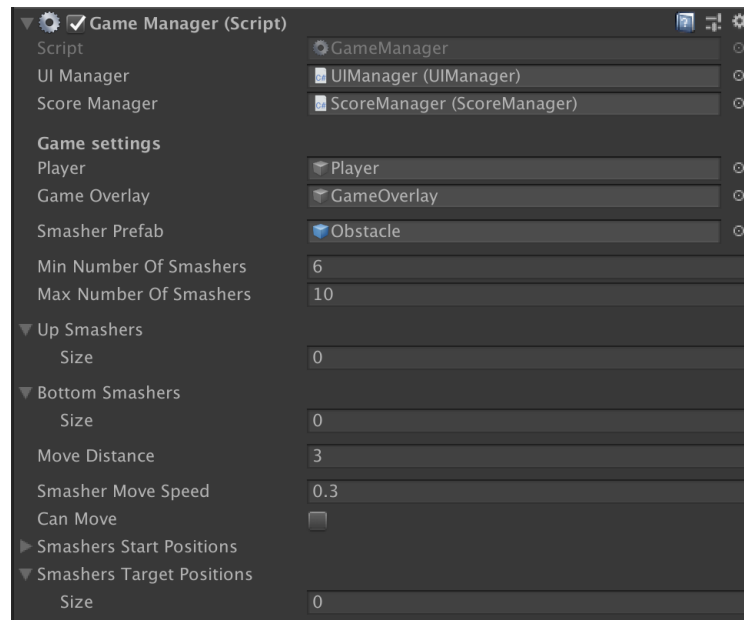 Game Manager (Script)
Script GameManager
UI Manager UIManager (UIManager)
Score Manager ScoreManager (ScoreManager)
Game settings
Player Player
Game Overlay GameOverlay
Smasher Prefab Obstacle
Min Number Of Smashers 6
Max Number Of Smashers 10
Up Smashers
Size 0
Bottom Smashers
Size 0
Move Distance 3
Smasher Move Speed 0.3
Can Move
Smashers Start Positions
Smashers Target Positions
Size 0